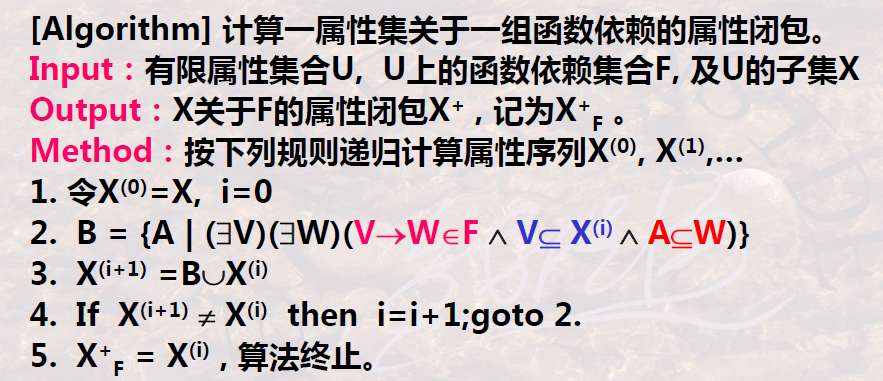 [Algorithm] 计算一属性集关于一组函数依赖的属性闭包。
Input：有限属性集合U, U上的函数依赖集合F, 及U的子集X
Output：X关于F的属性闭包X⁺，记为X⁺F 。
Method：按下列规则递归计算属性序列X⁽⁰⁾, X⁽¹⁾,…
1. 令X⁽⁰⁾=X, i=0
2. B = {A | (∃V)(∃W)(V→W∈F ∧ V⊆ X⁽ⁱ⁾ ∧ A⊆W)}
3. X⁽ⁱ⁺¹⁾ =B∪X⁽ⁱ⁾
4. If X⁽ⁱ⁺¹⁾ ≠ X⁽ⁱ⁾ then i=i+1;goto 2.
5. X⁺F = X⁽ⁱ⁾ , 算法终止。